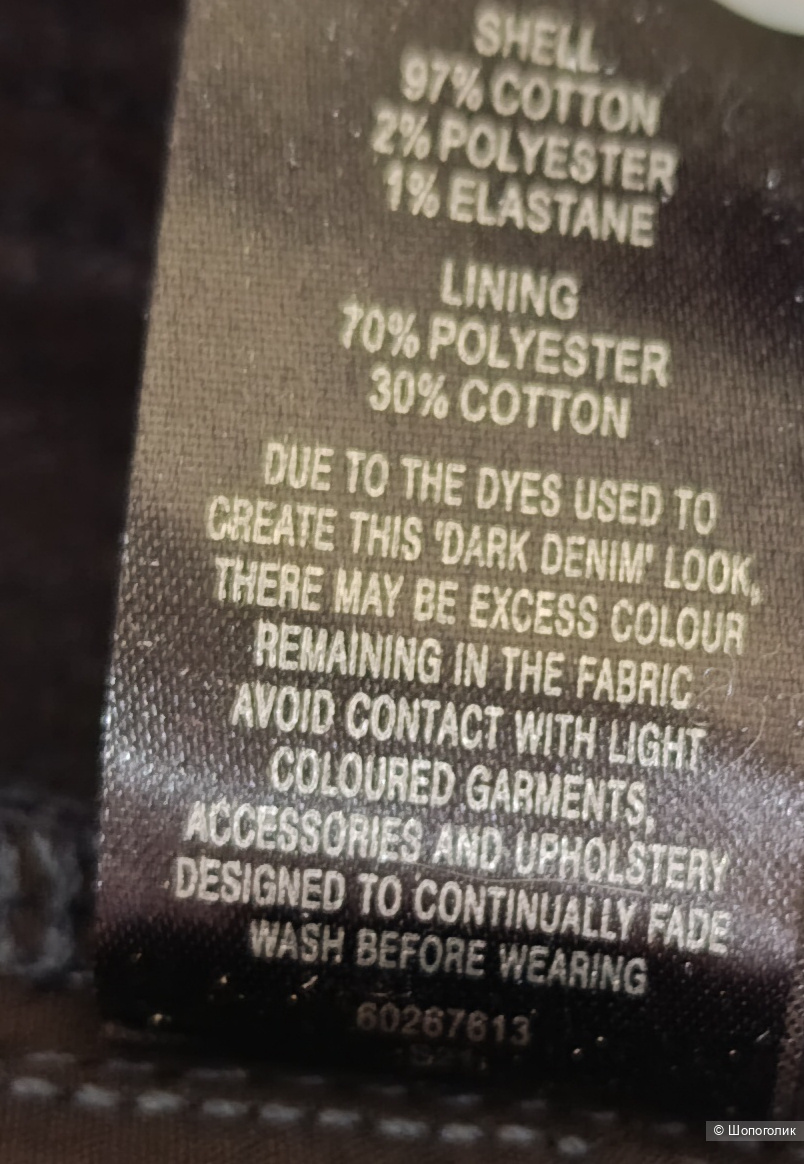 SHELL
97% COTTON
2% POLYESTER
1% ELASTANE
LINING
70% POLYESTER
30% COTTON
DUE TO THE DYES USED TO
CREATE THIS 'DARK DENIM' LOOK,
THERE MAY BE EXCESS COLOUR
REMAINING IN THE FABRIC
AVOID CONTACT WITH LIGHT
COLOURED GARMENTS,
ACCESSORIES AND UPHOLSTERY
DESIGNED TO CONTINUALLY FADE
WASH BEFORE WEARING
60267613
© Шопоголик